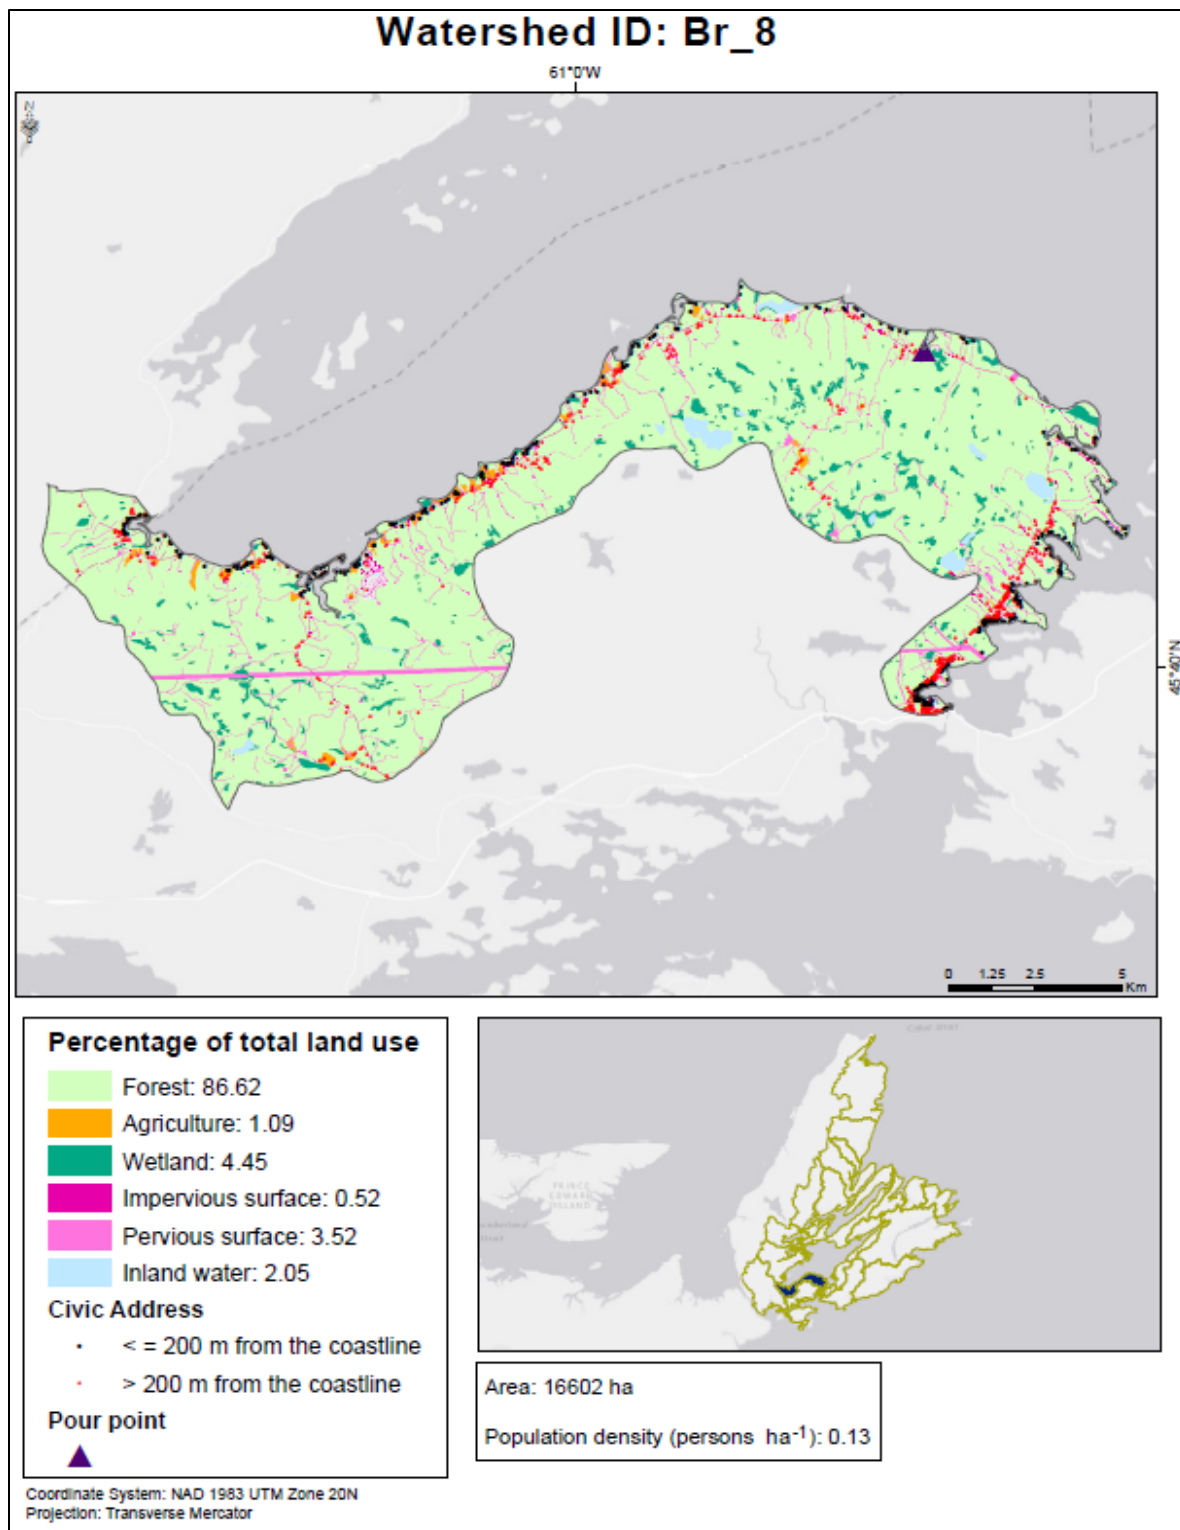 Watershed ID: Br_8
61°0'W
N
45°40'N
0 1.25 2.5 5
Km
Percentage of total land use
Forest: 86.62
Agriculture: 1.09
Wetland: 4.45
Impervious surface: 0.52
Pervious surface: 3.52
Inland water: 2.05
Civic Address
< = 200 m from the coastline
> 200 m from the coastline
Pour point
PRINCE
EDWARD
ISLAND
Area: 16602 ha
Population density (persons ha-1): 0.13
Coordinate System: NAD 1983 UTM Zone 20N
Projection: Transverse Mercator